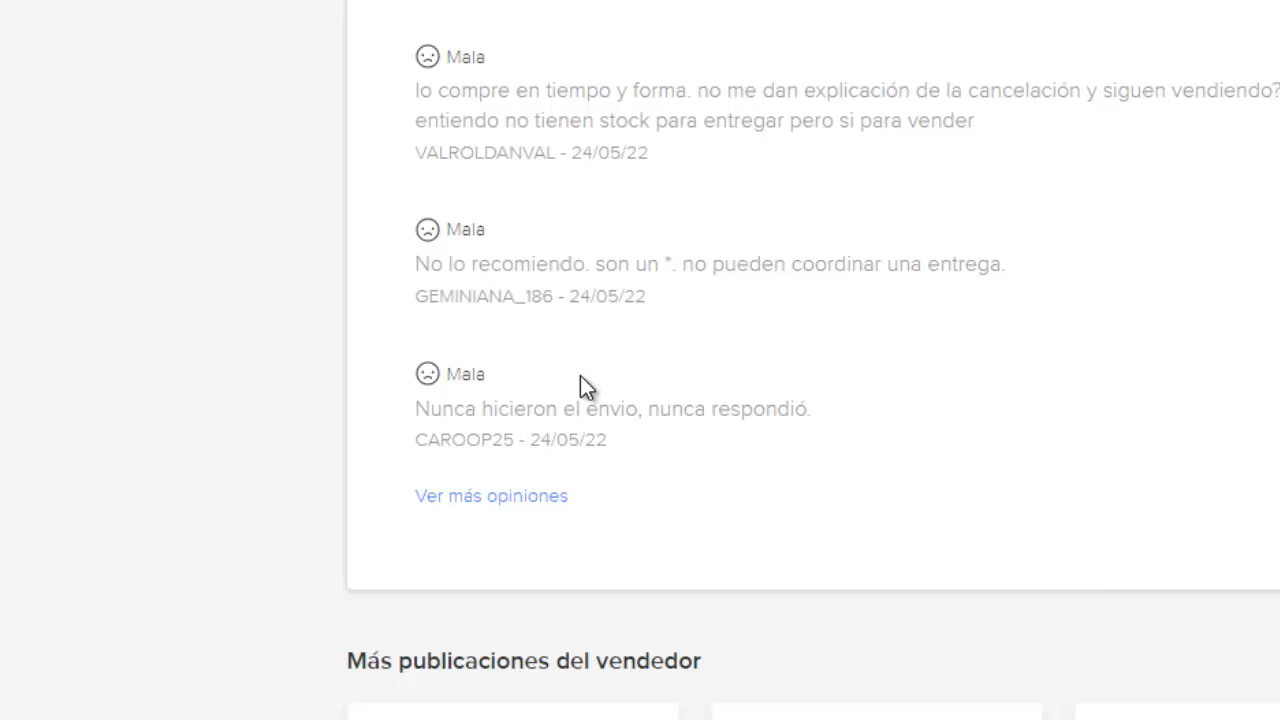 Mala
lo compre en tiempo y forma. no me dan explicación de la cancelación y siguen vendiendo?
entiendo no tienen stock para entregar pero si para vender
VALROLDANVAL - 24/05/22
Mala
No lo recomiendo. son un *. no pueden coordinar una entrega.
GEMINIANA_186 - 24/05/22
Mala
Nunca hicieron el envio, nunca respondió.
CAROOP25 - 24/05/22
Ver más opiniones
Más publicaciones del vendedor